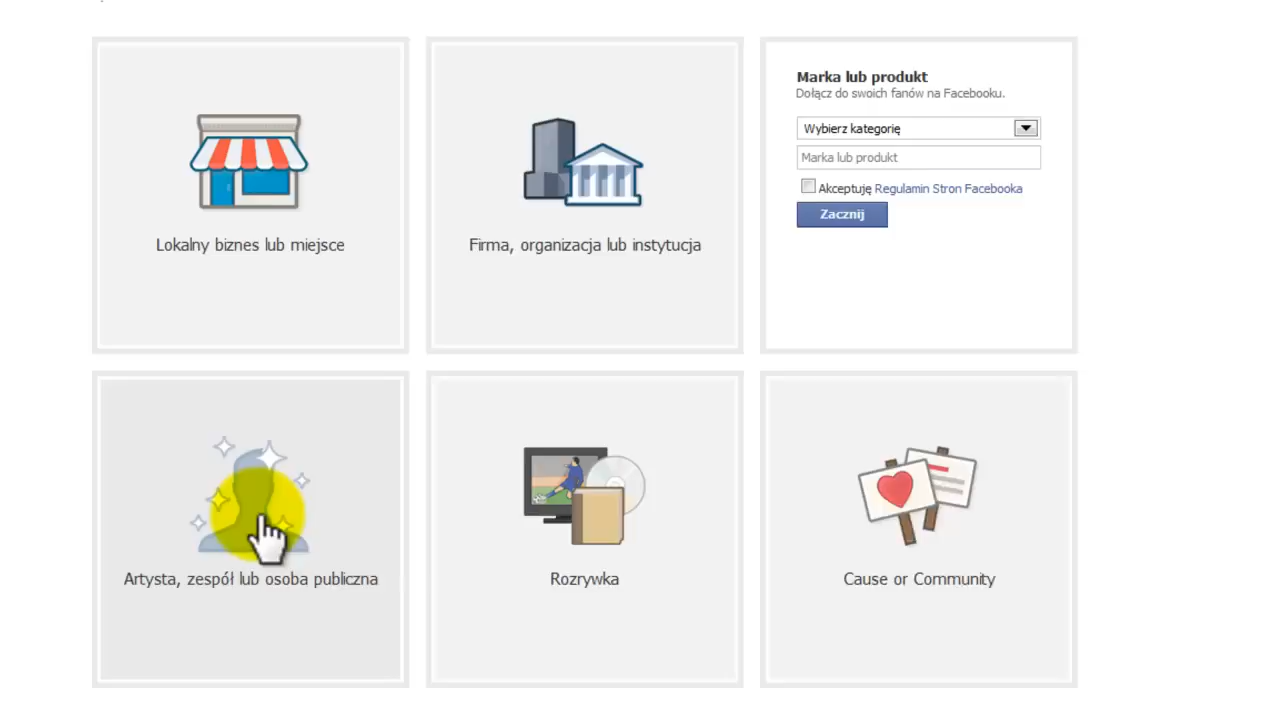 Lokalny biznes lub miejsce
Firma, organizacja lub instytucja
Marka lub produkt
Dołącz do swoich fanów na Facebooku.
Wybierz kategorię
Marka lub produkt
Akceptuję Regulamin Stron Facebooka
Zacznij
Artysta, zespół lub osoba publiczna
Rozrywka
Cause or Community